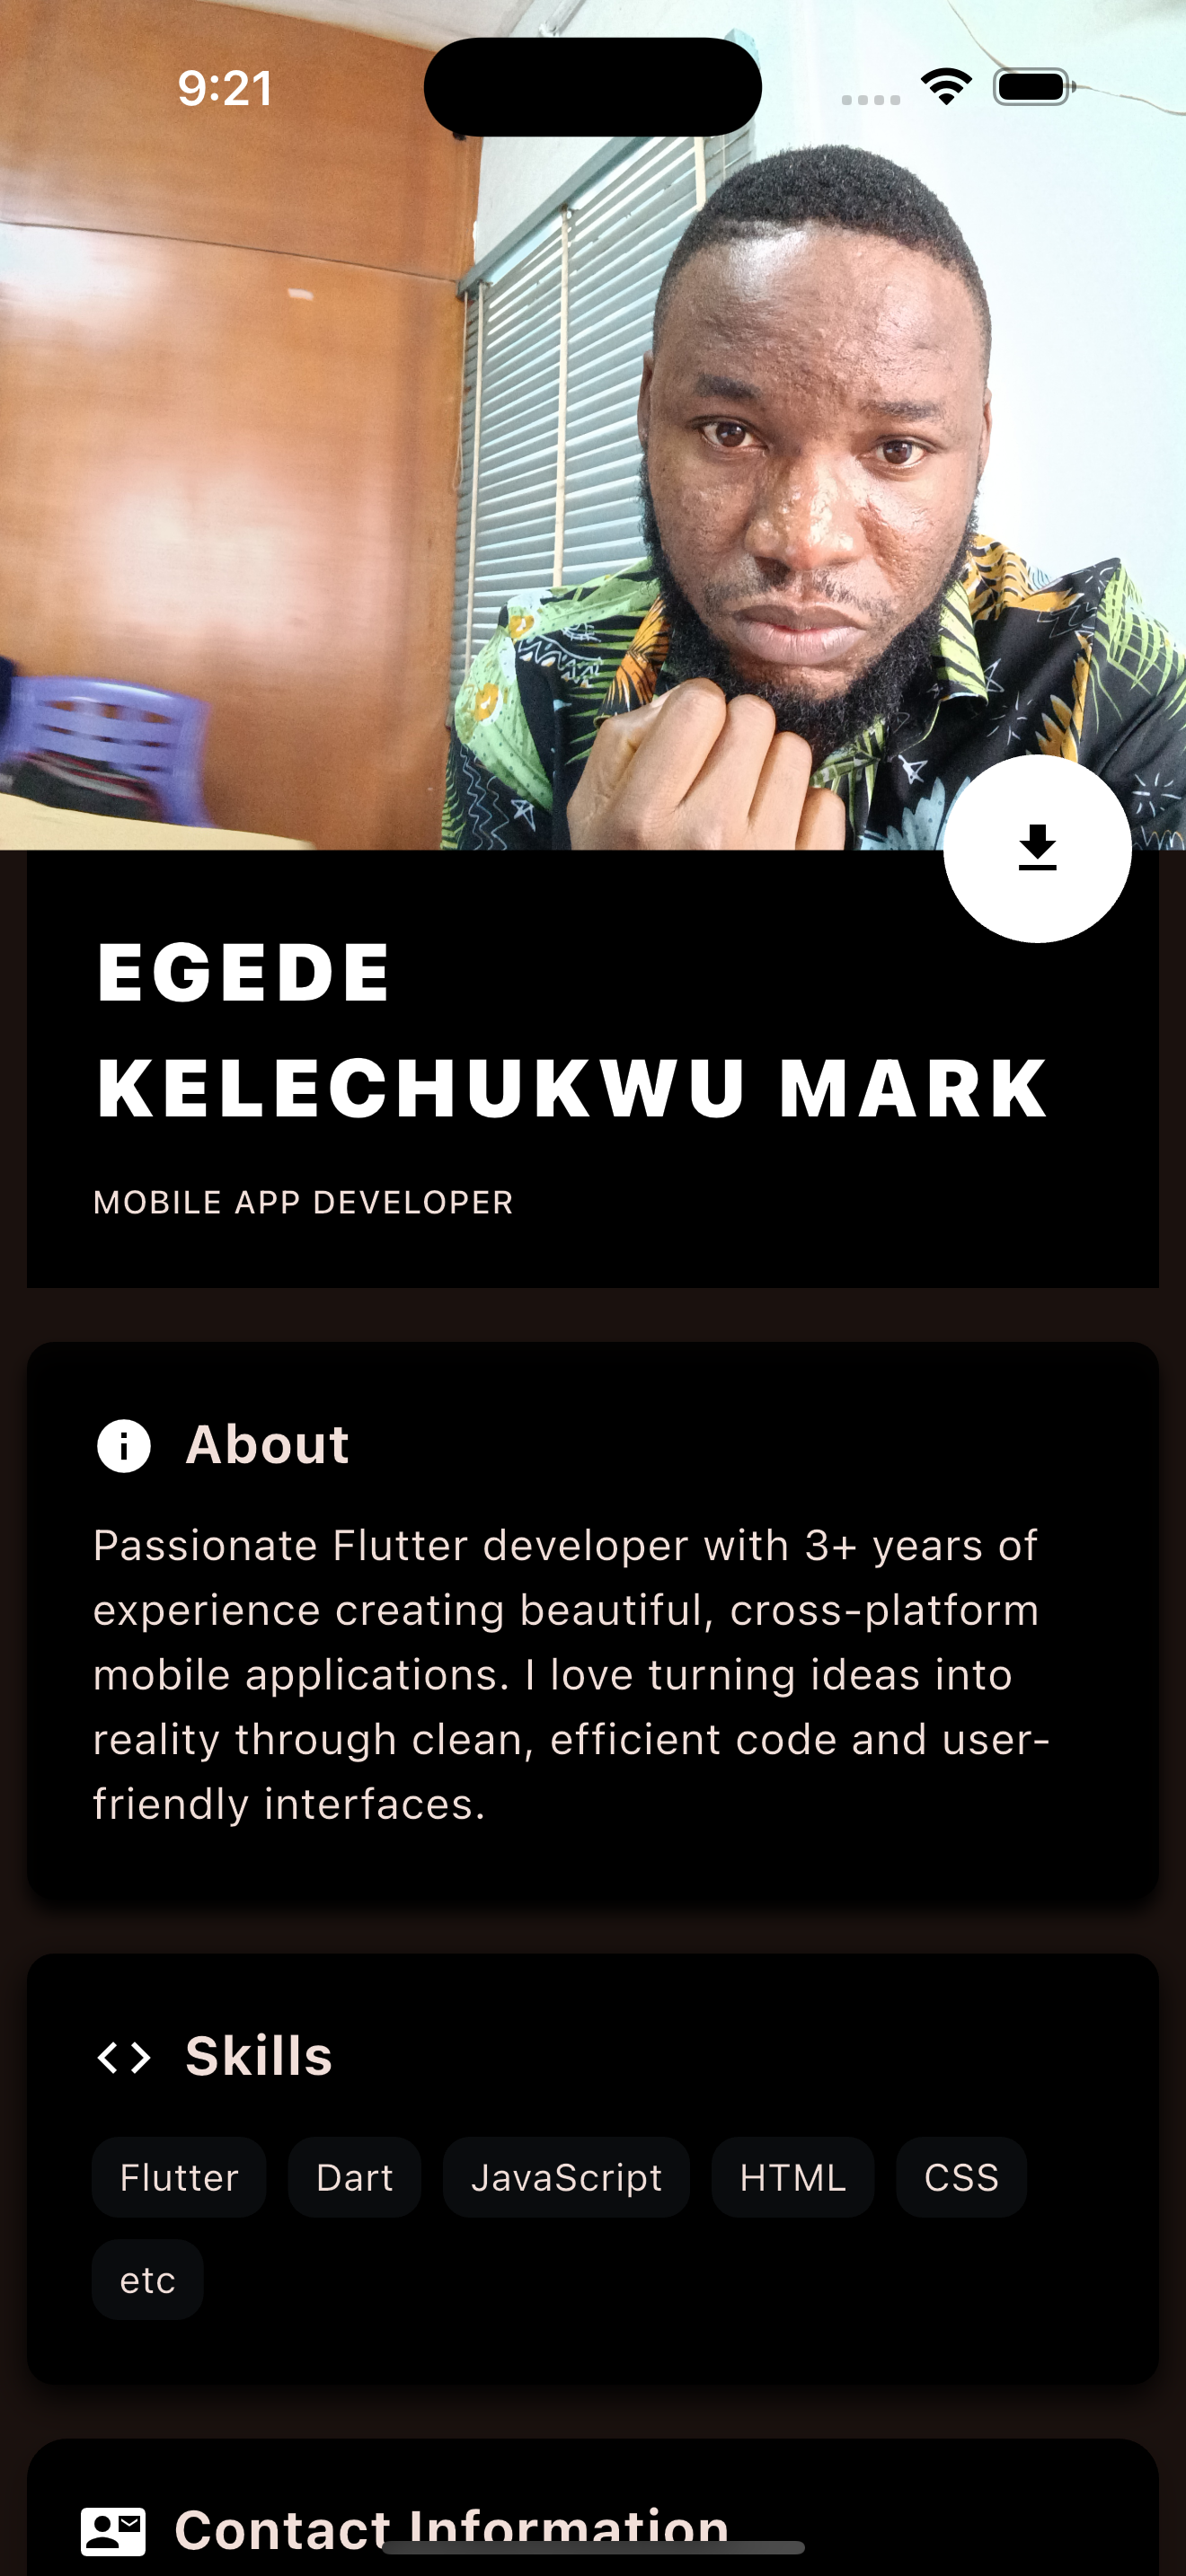 9:21
EGEDE
KELECHUKWU MARK
MOBILE APP DEVELOPER
About
Passionate Flutter developer with 3+ years of
experience creating beautiful, cross-platform
mobile applications. I love turning ideas into
reality through clean, efficient code and user-
friendly interfaces.
Skills
Flutter Dart JavaScript HTML CSS
etc
Contact Information